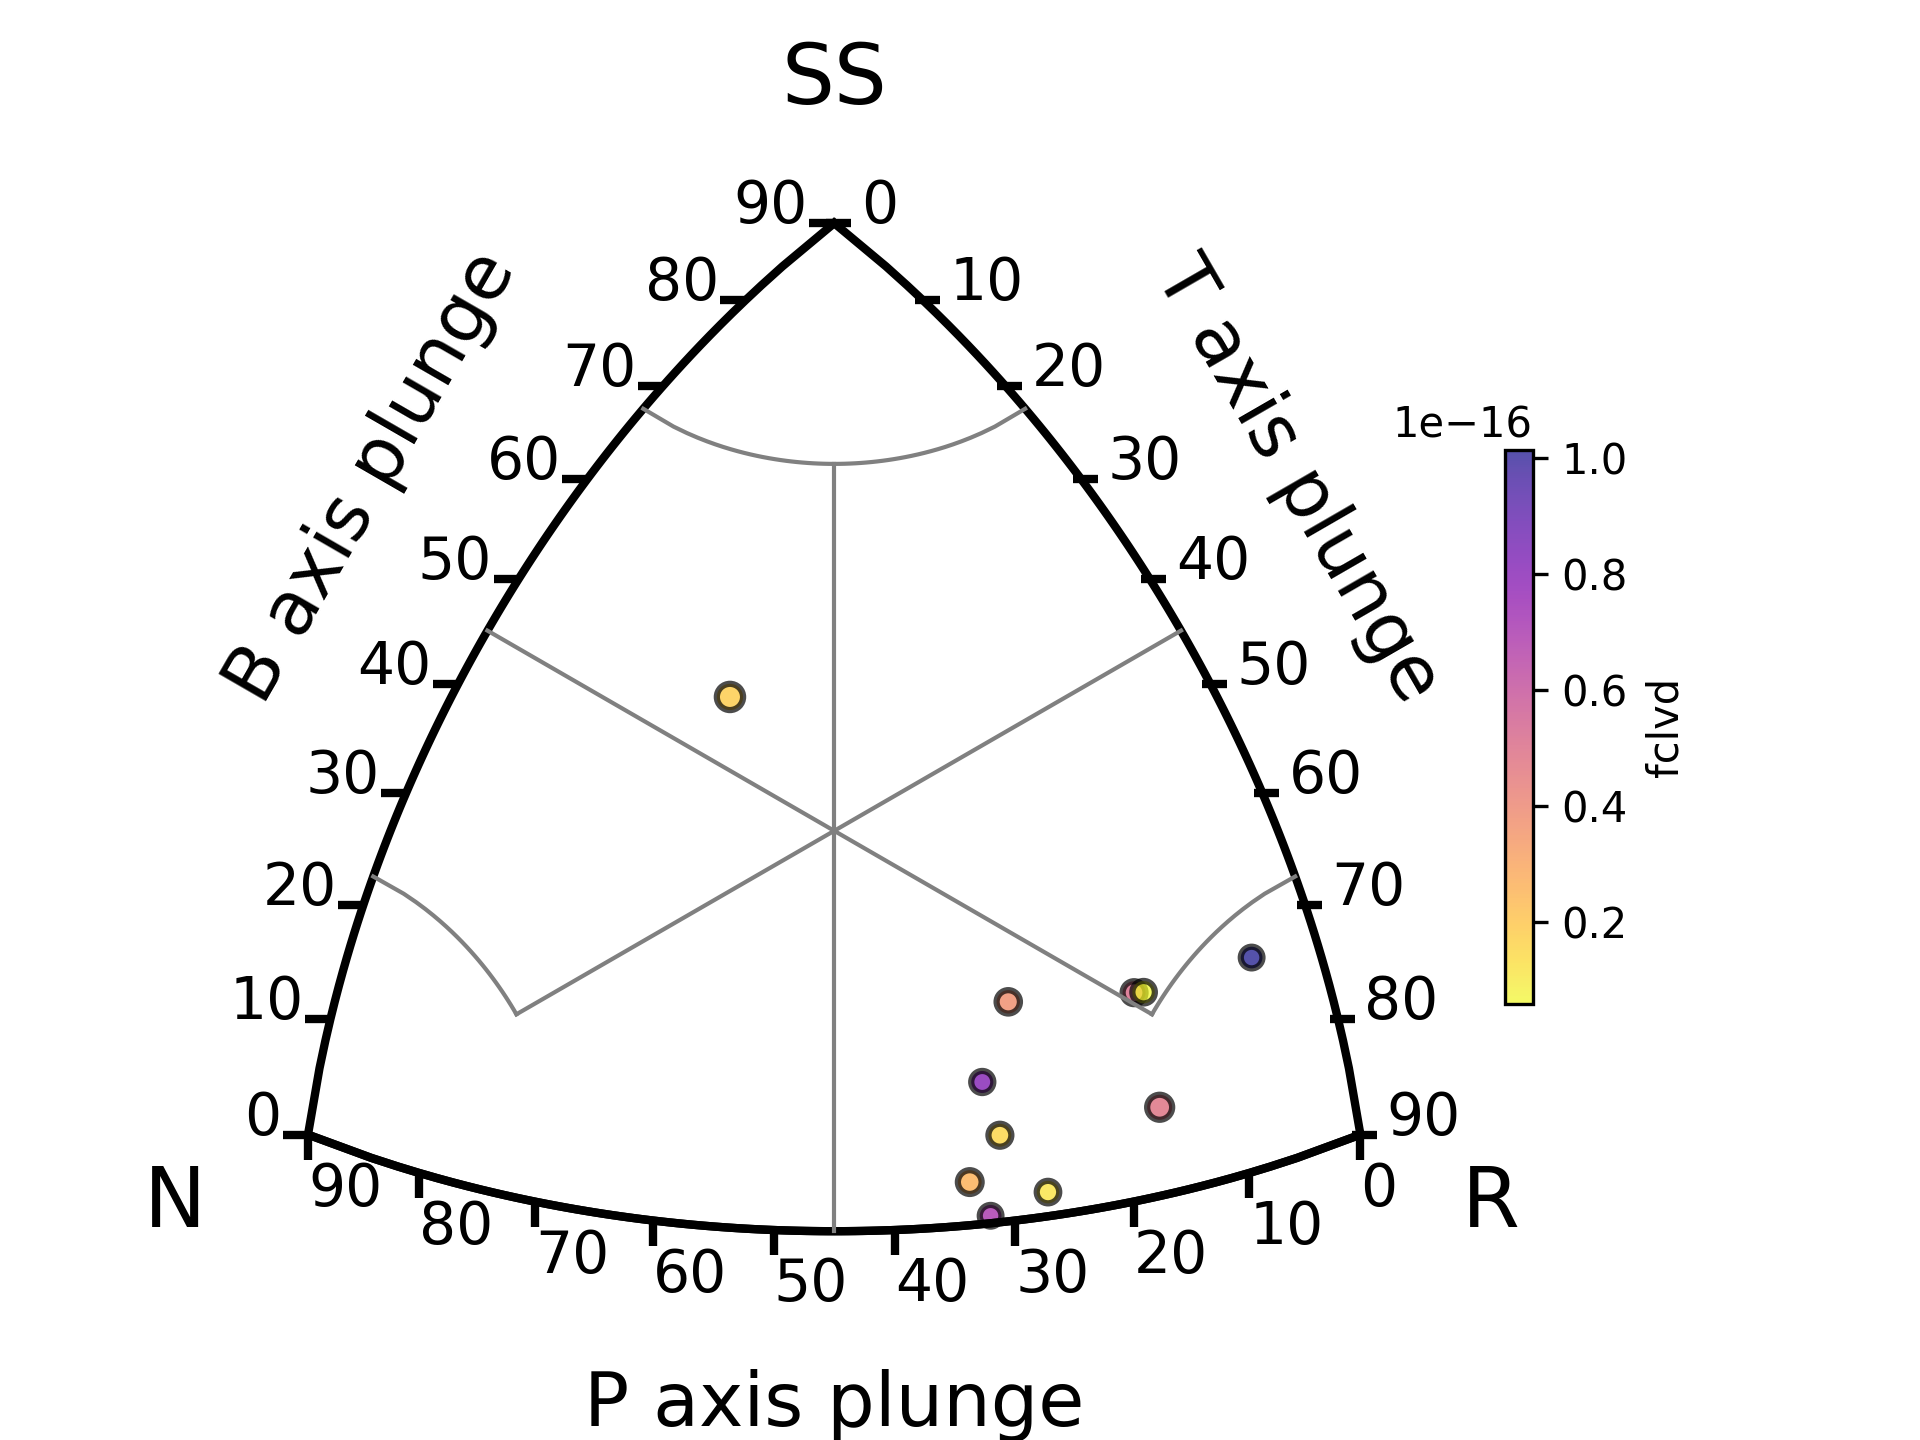 SS
90 0
80 10
70 20
60 30
50 40
40 50
30 60
20 70
10 80
0 90
B axis plunge
T axis plunge
N R
90 80 70 60 50 40 30 20 10 0
P axis plunge
1e−16
1.0
0.8
0.6
0.4
0.2
fclvd